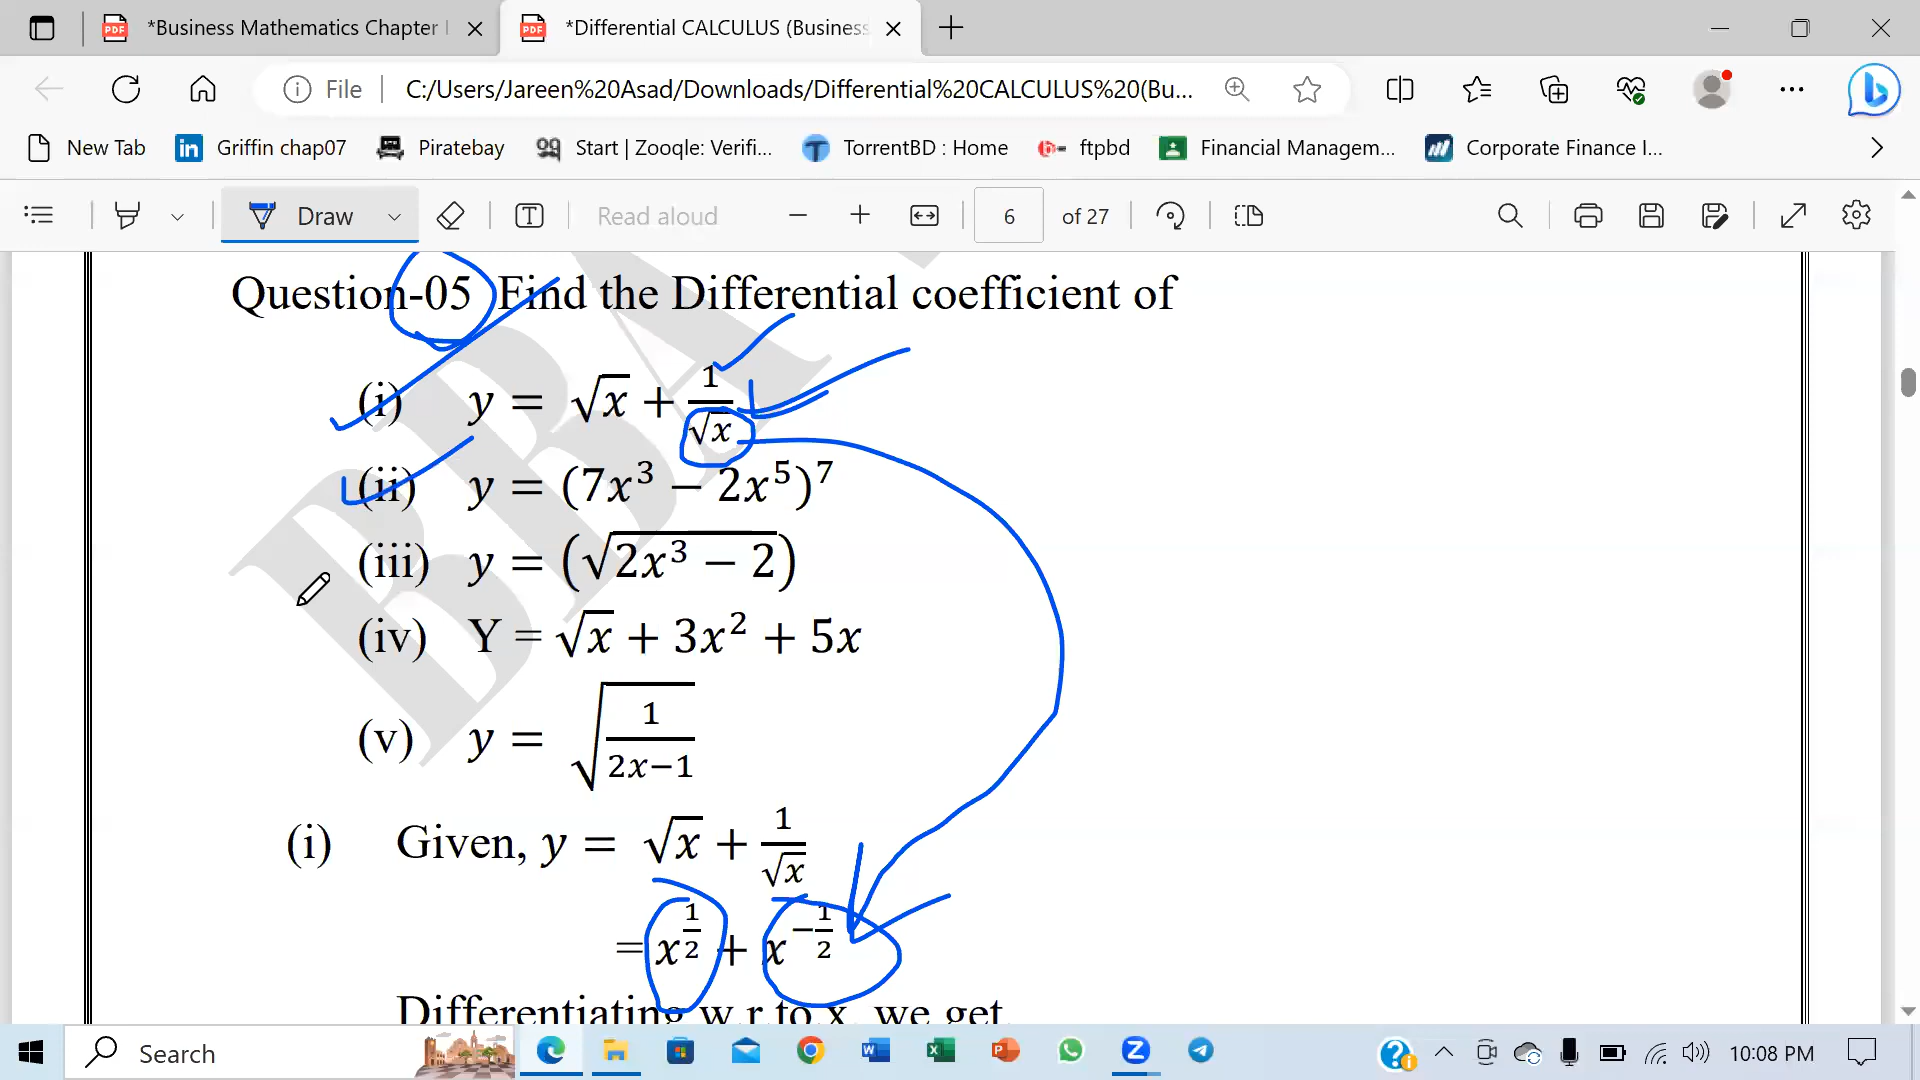 *Business Mathematics Chapter
*Differential CALCULUS (Business
File C:/Users/Jareen%20Asad/Downloads/Differential%20CALCULUS%20(Bu...
New Tab Griffin chap07 Piratebay Start | Zooqle: Verifi... TorrentBD : Home ftpbd Financial Managem... Corporate Finance I...
Draw Read aloud 6 of 27
Question-05 Find the Differential coefficient of
(i) y = √x + 1/√x
(ii) y = (7x³ − 2x⁵)⁷
(iii) y = (√(2x³ − 2))
(iv) Y = √x + 3x² + 5x
(v) y = √(1/(2x−1))
(i) Given, y = √x + 1/√x
= x^(1/2) + x^(−1/2)
Differentiating w.r.to x, we get
BBA
Search 10:08 PM